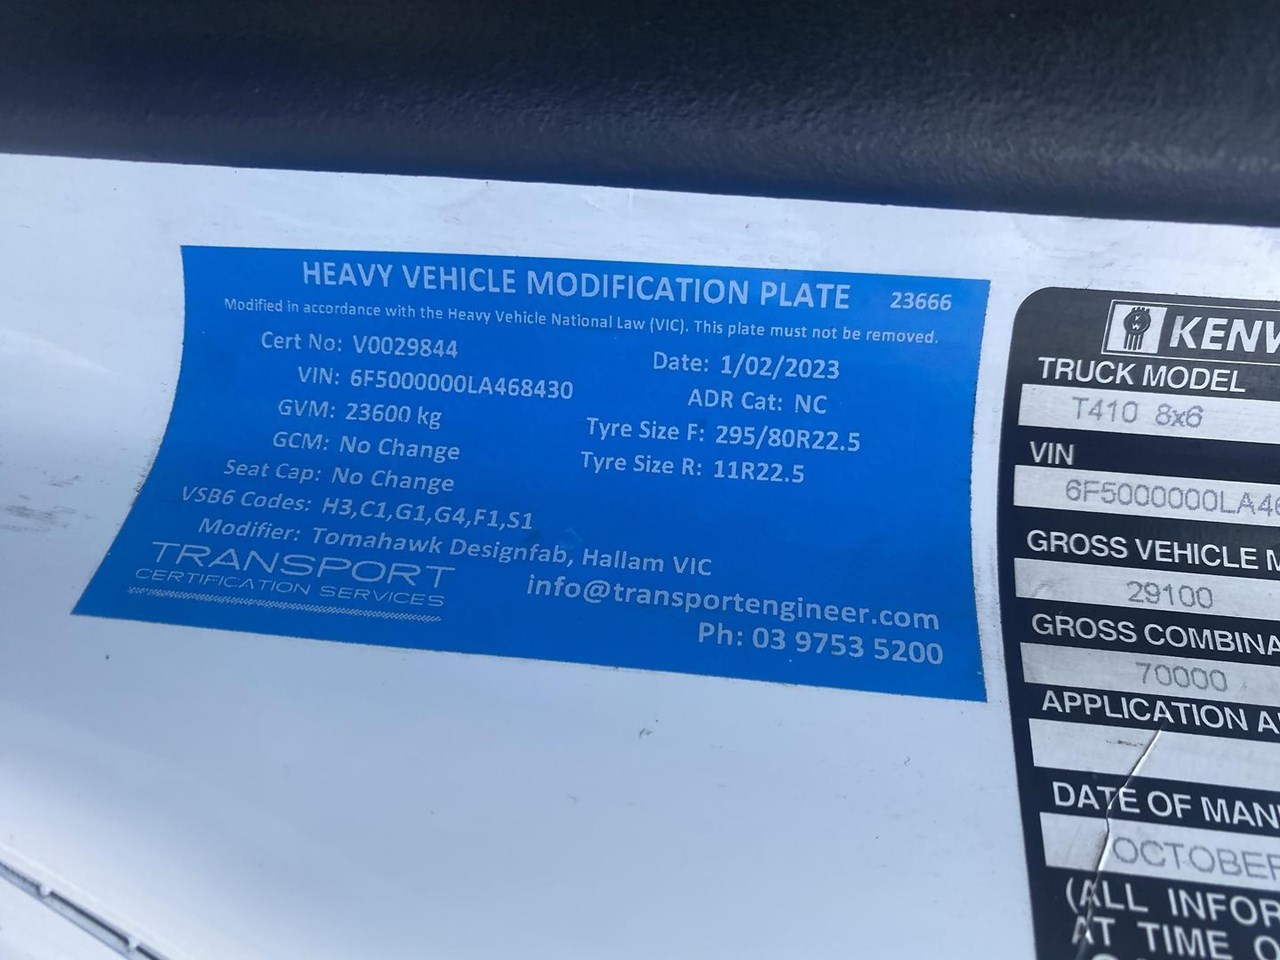 HEAVY VEHICLE MODIFICATION PLATE 23666
Modified in accordance with the Heavy Vehicle National Law (VIC). This plate must not be removed.
Cert No: V0029844 Date: 1/02/2023
VIN: 6F5000000LA468430 ADR Cat: NC
GVM: 23600 kg Tyre Size F: 295/80R22.5
GCM: No Change Tyre Size R: 11R22.5
Seat Cap: No Change
VSB6 Codes: H3,C1,G1,G4,F1,S1
Modifier: Tomahawk Designfab, Hallam VIC
TRANSPORT
CERTIFICATION SERVICES
info@transportengineer.com
Ph: 03 9753 5200
KENW
TRUCK MODEL
T410 8x6
VIN
6F5000000LA46
GROSS VEHICLE M
29100
GROSS COMBINA
70000
APPLICATION A
DATE OF MAN
OCTOBER
(ALL INFOR
AT TIME O